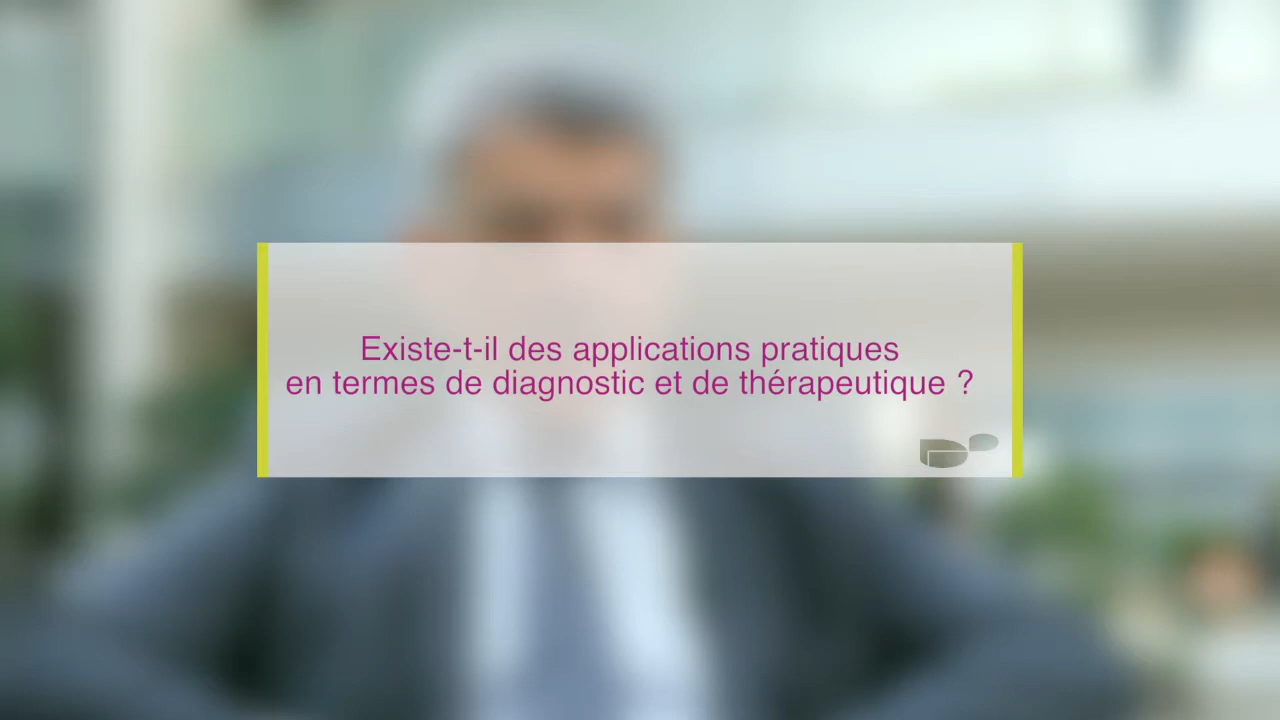 Existe-t-il des applications pratiques
en termes de diagnostic et de thérapeutique ?